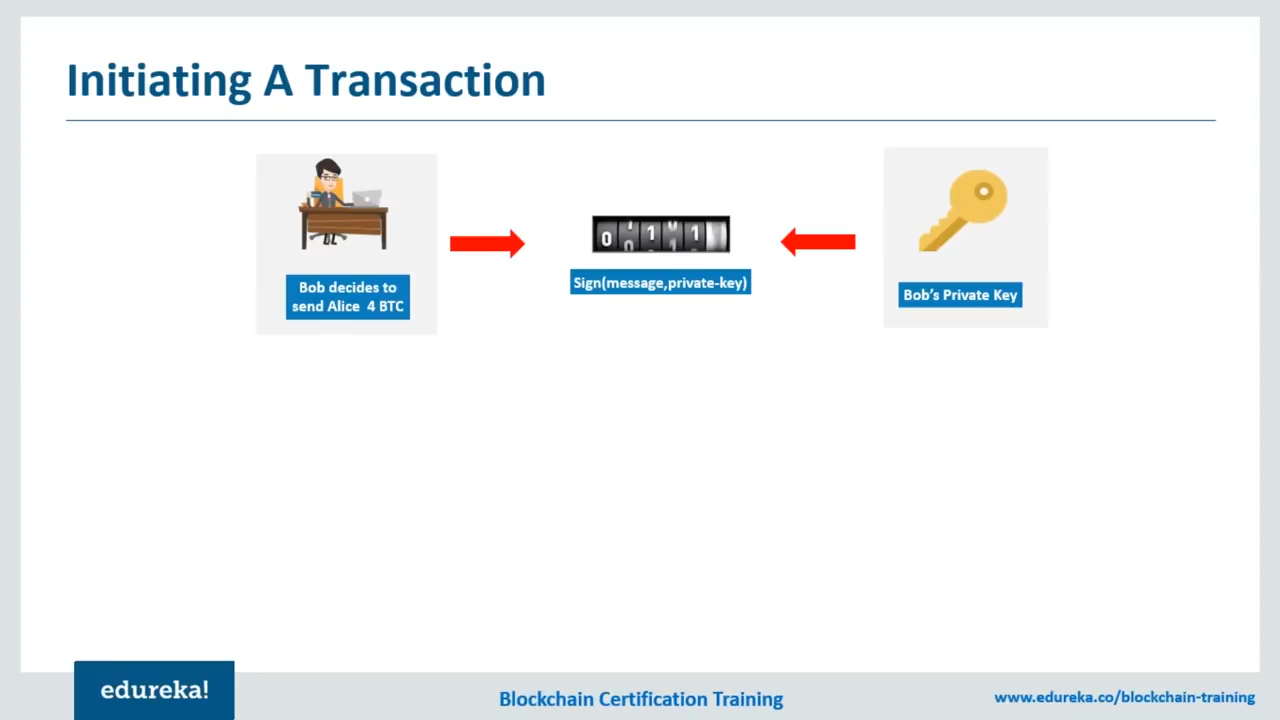 Initiating A Transaction
Bob decides to
send Alice 4 BTC
Sign(message,private-key)
Bob's Private Key
edureka!
Blockchain Certification Training
www.edureka.co/blockchain-training